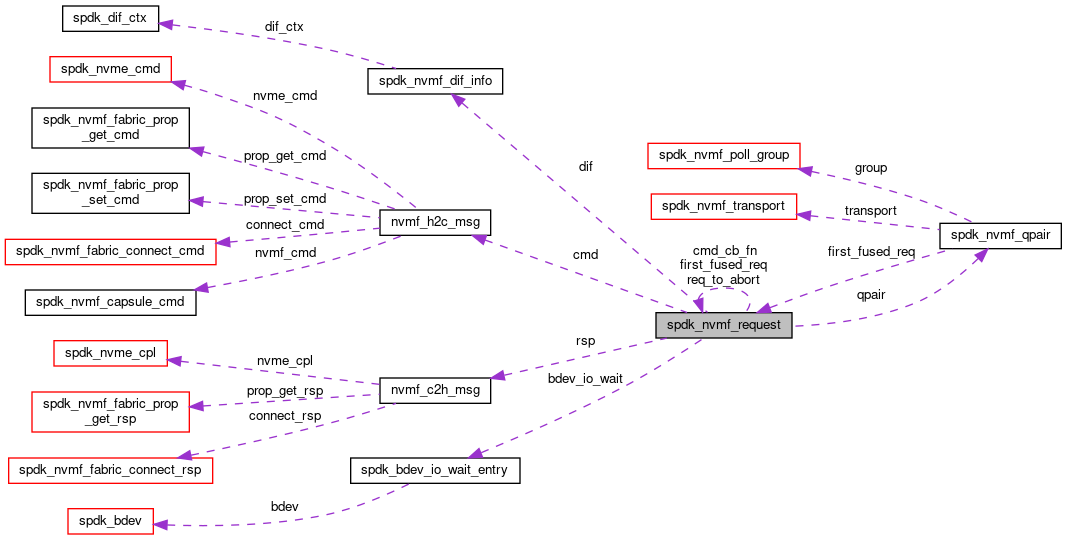 spdk_dif_ctx
dif_ctx
spdk_nvme_cmd
spdk_nvmf_dif_info
nvme_cmd
spdk_nvmf_fabric_prop
_get_cmd
prop_get_cmd
dif
spdk_nvmf_poll_group
group
spdk_nvmf_fabric_prop
_set_cmd
prop_set_cmd
spdk_nvmf_transport
transport
connect_cmd
nvmf_h2c_msg
spdk_nvmf_qpair
spdk_nvmf_fabric_connect_cmd
nvmf_cmd
cmd
cmd_cb_fn
first_fused_req
req_to_abort
first_fused_req
qpair
spdk_nvmf_capsule_cmd
spdk_nvmf_request
spdk_nvme_cpl
nvme_cpl
rsp
bdev_io_wait
spdk_nvmf_fabric_prop
_get_rsp
prop_get_rsp
nvmf_c2h_msg
connect_rsp
spdk_nvmf_fabric_connect_rsp
spdk_bdev_io_wait_entry
bdev
spdk_bdev